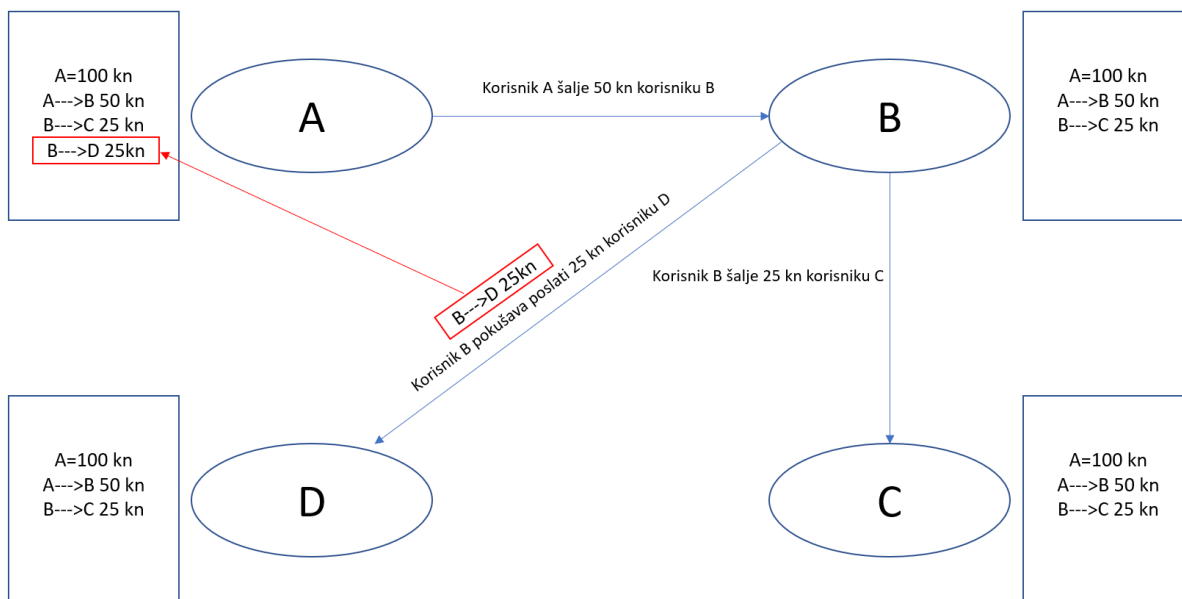 A=100 kn
A--->B 50 kn
B--->C 25 kn
B--->D 25kn
A
Korisnik A šalje 50 kn korisniku B
B
A=100 kn
A--->B 50 kn
B--->C 25 kn
B--->D 25kn
Korisnik B pokušava poslati 25 kn korisniku D
Korisnik B šalje 25 kn korisniku C
A=100 kn
A--->B 50 kn
B--->C 25 kn
D
C
A=100 kn
A--->B 50 kn
B--->C 25 kn